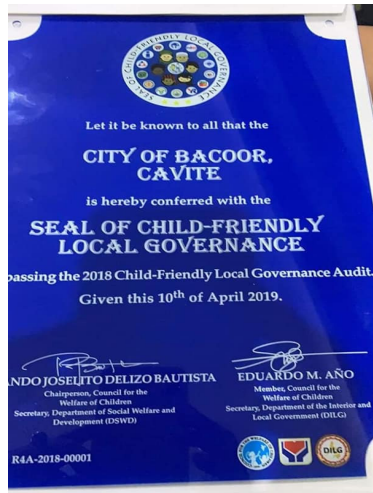 SEAL OF CHILD-FRIENDLY LOCAL GOVERNANCE
Let it be known to all that the
CITY OF BACOOR,
CAVITE
is hereby conferred with the
SEAL OF CHILD-FRIENDLY
LOCAL GOVERNANCE
passing the 2018 Child-Friendly Local Governance Audit.
Given this 10th of April 2019.
ANDO JOSELITO DELIZO BAUTISTA
Chairperson, Council for the
Welfare of Children
Secretary, Department of Social Welfare and
Development (DSWD)
EDUARDO M. AÑO
Member, Council for the
Welfare of Children
Secretary, Department of the Interior and
Local Government (DILG)
R4A-2018-00001
DILG